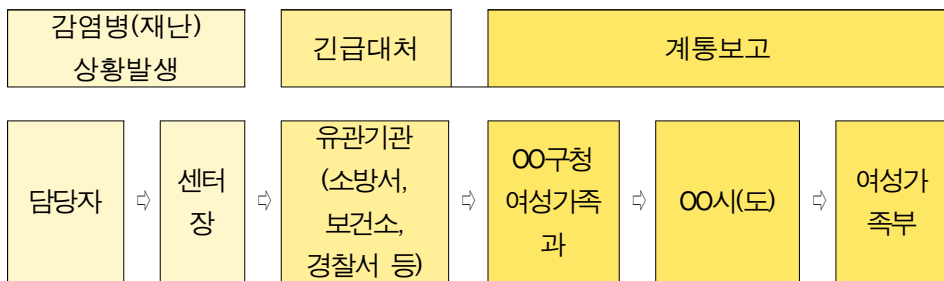 감염병(재난)
상황발생
긴급대처
계통보고
담당자
⇨
센터
장
⇨
유관기관
(소방서,
보건소,
경찰서 등)
⇨
OO구청
여성가족
과
⇨
OO시(도)
⇨
여성가
족부